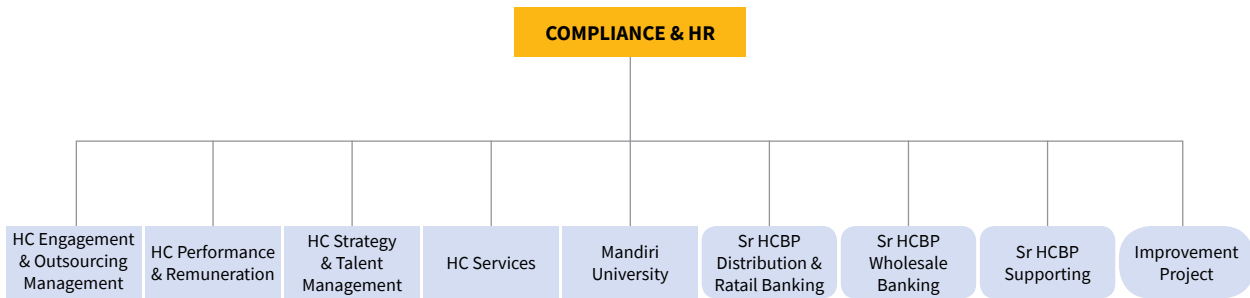 COMPLIANCE & HR
HC Engagement
& Outsourcing
Management
HC Performance
& Remuneration
HC Strategy
& Talent
Management
HC Services
Mandiri
University
Sr HCBP
Distribution &
Ratail Banking
Sr HCBP
Wholesale
Banking
Sr HCBP
Supporting
Improvement
Project